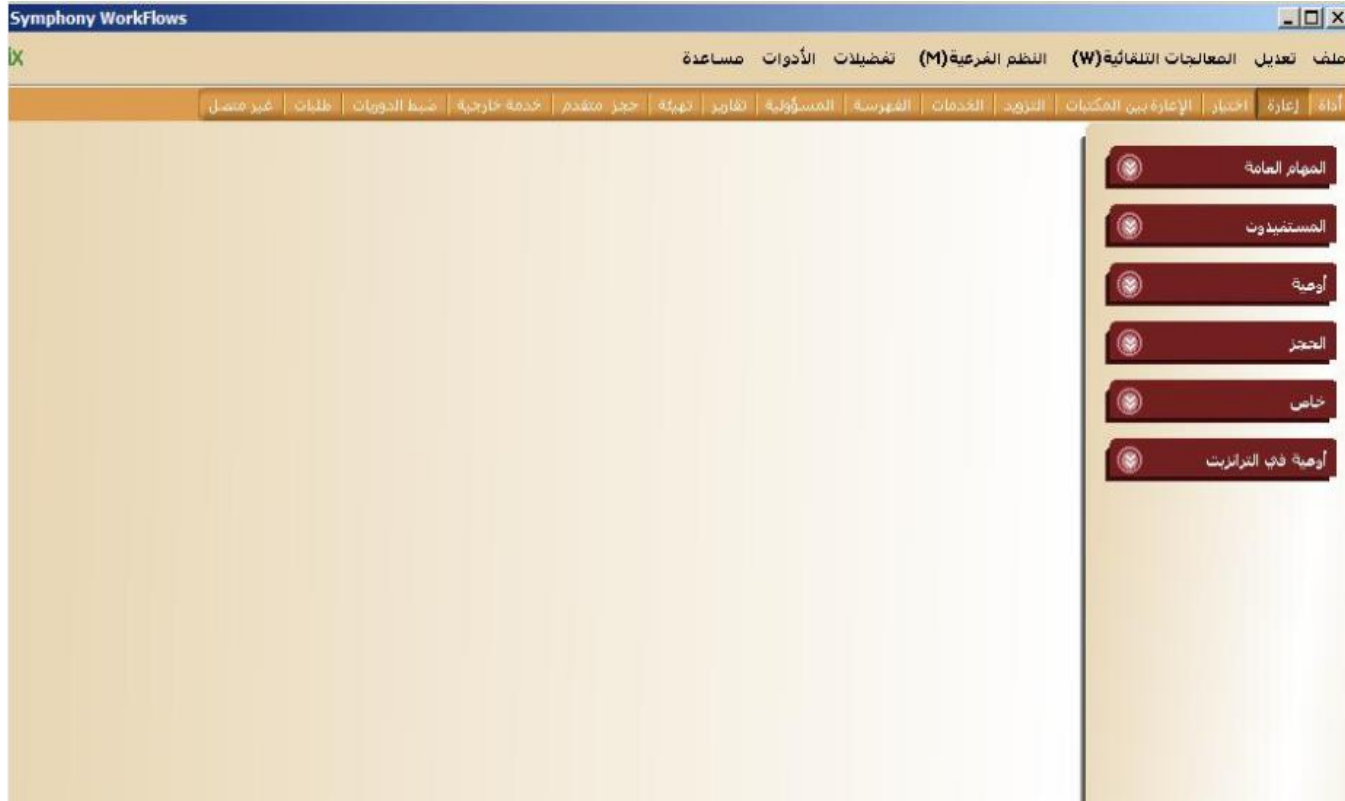 Symphony WorkFlows
ملف تعديل المعالجات التلقائية(W) النظم الفرعية(M) تفضيلات الأدوات مساعدة
أداة إعارة اختيار الإعارة بين المكتبات التزويد الخدمات الفهرسة المسؤولية تقارير تهيئة حجز متقدم خدمة خارجية ضبط الدوريات طلبات غير متصل
المهام العامة
المستفيدون
أوعية
الحجز
خاص
أوعية في الترانزيت